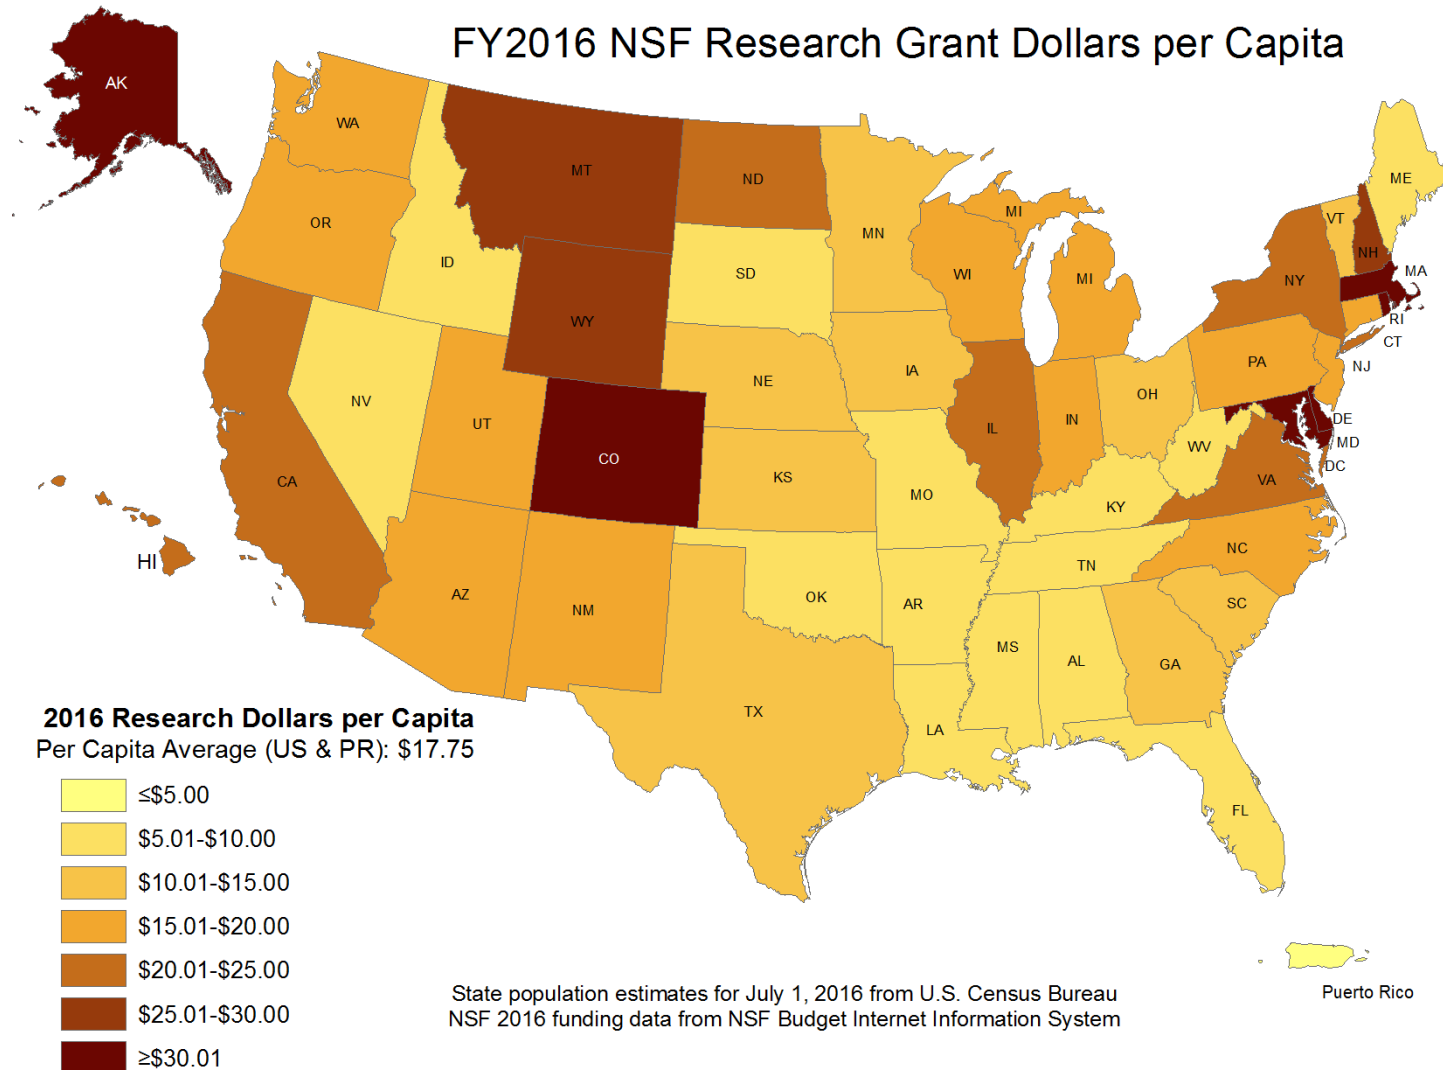 FY2016 NSF Research Grant Dollars per Capita
AK
WA
MT
ND
ME
OR
MN
MI
VT
ID
SD
WI
MI
NH
MA
NY
WY
RI
CT
PA
NJ
IA
NE
OH
NV
UT
IL
IN
DE
MD
WV
DC
CO
CA
KS
MO
VA
KY
HI
NC
TN
AZ
NM
OK
AR
SC
MS
AL
GA
TX
LA
FL
2016 Research Dollars per Capita
Per Capita Average (US & PR): $17.75
≤$5.00
$5.01-$10.00
$10.01-$15.00
$15.01-$20.00
$20.01-$25.00
$25.01-$30.00
≥$30.01
State population estimates for July 1, 2016 from U.S. Census Bureau
NSF 2016 funding data from NSF Budget Internet Information System
Puerto Rico